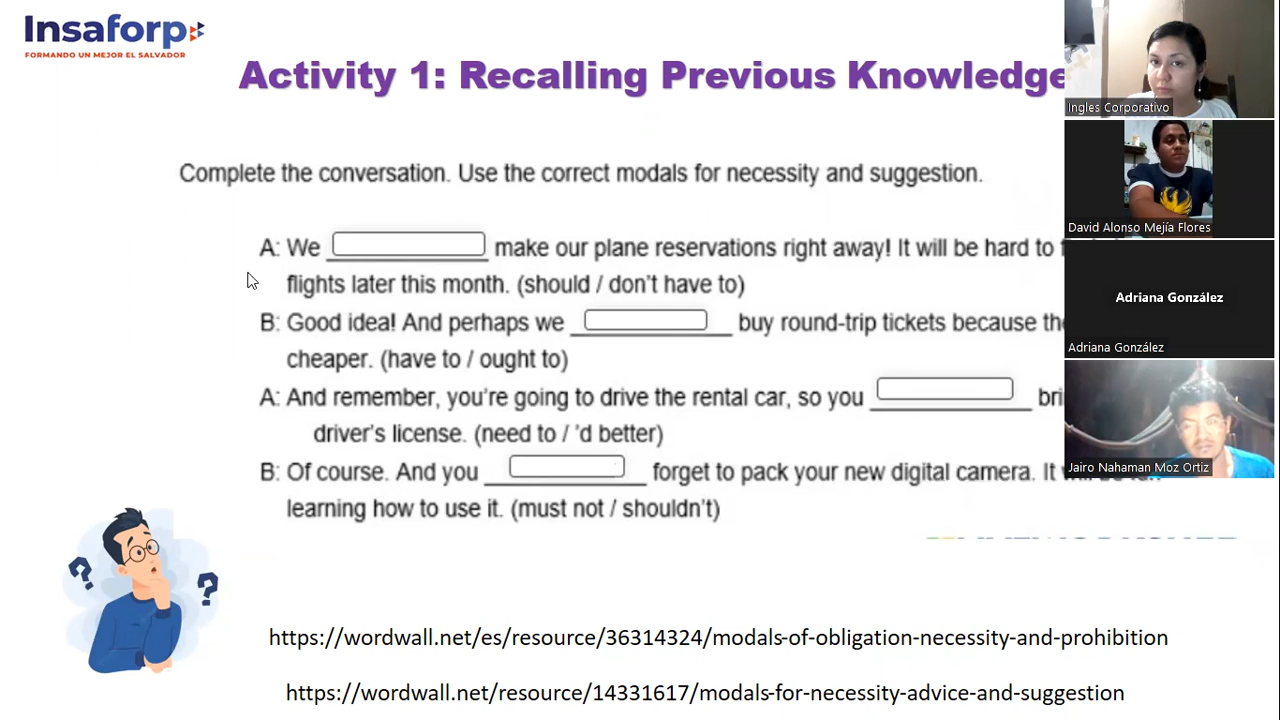 Insaforp
FORMANDO UN MEJOR EL SALVADOR
Activity 1: Recalling Previous Knowledge
Complete the conversation. Use the correct modals for necessity and suggestion.
A: We make our plane reservations right away! It will be hard to
flights later this month. (should / don't have to)
B: Good idea! And perhaps we buy round-trip tickets because
cheaper. (have to / ought to)
A: And remember, you're going to drive the rental car, so you
driver's license. (need to / 'd better)
B: Of course. And you forget to pack your new digital camera. It
learning how to use it. (must not / shouldn't)
? ?
https://wordwall.net/es/resource/36314324/modals-of-obligation-necessity-and-prohibition
https://wordwall.net/resource/14331617/modals-for-necessity-advice-and-suggestion
Ingles Corporativo
David Alonso Mejía Flores
Adriana González
Adriana González
Jairo Nahaman Moz Ortiz